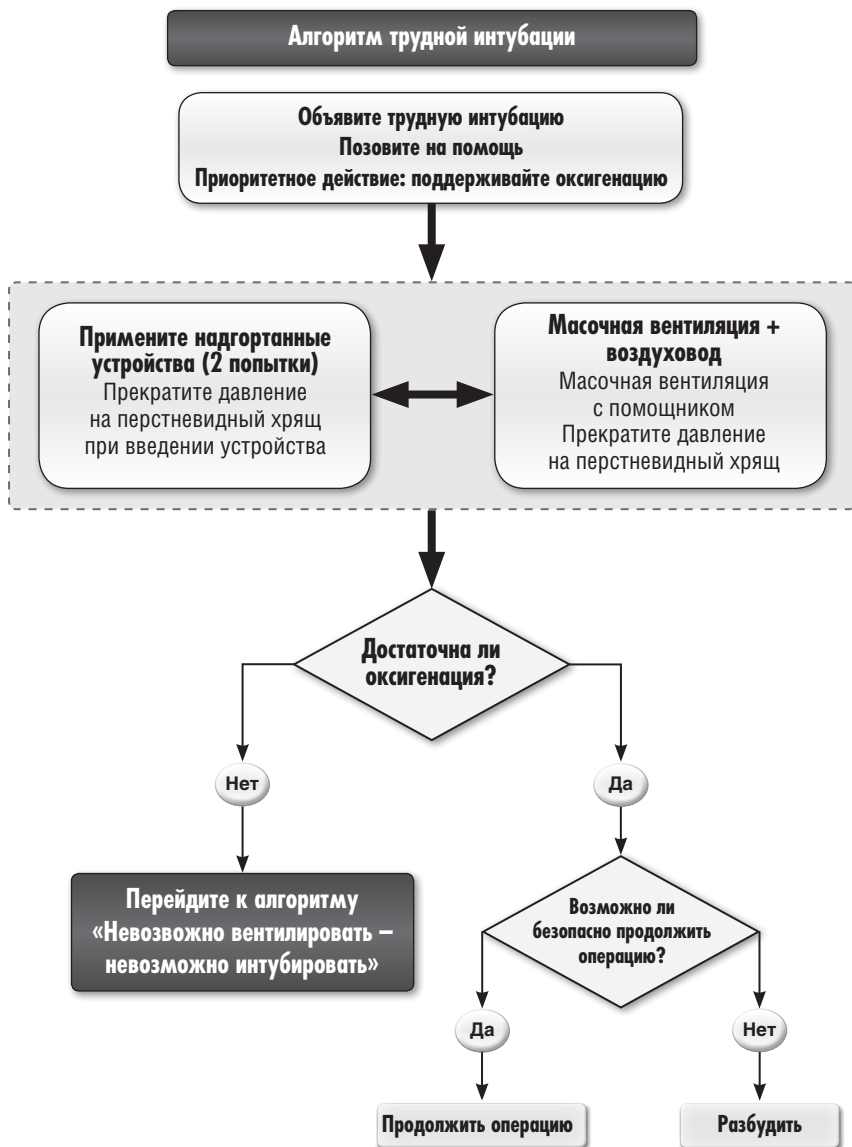 Алгоритм трудной интубации
Объявите трудную интубацию
Позовите на помощь
Приоритетное действие: поддерживайте оксигенацию
Примените надгортанные
устройства (2 попытки)
Прекратите давление
на перстневидный хрящ
при введении устройства
Масочная вентиляция +
воздуховод
Масочная вентиляция
с помощником
Прекратите давление
на перстневидный хрящ
Достаточна ли
оксигенация?
Нет
Да
Перейдите к алгоритму
«Невозвожно вентилировать –
невозможно интубировать»
Возможно ли
безопасно продолжить
операцию?
Да
Нет
Продолжить операцию
Разбудить